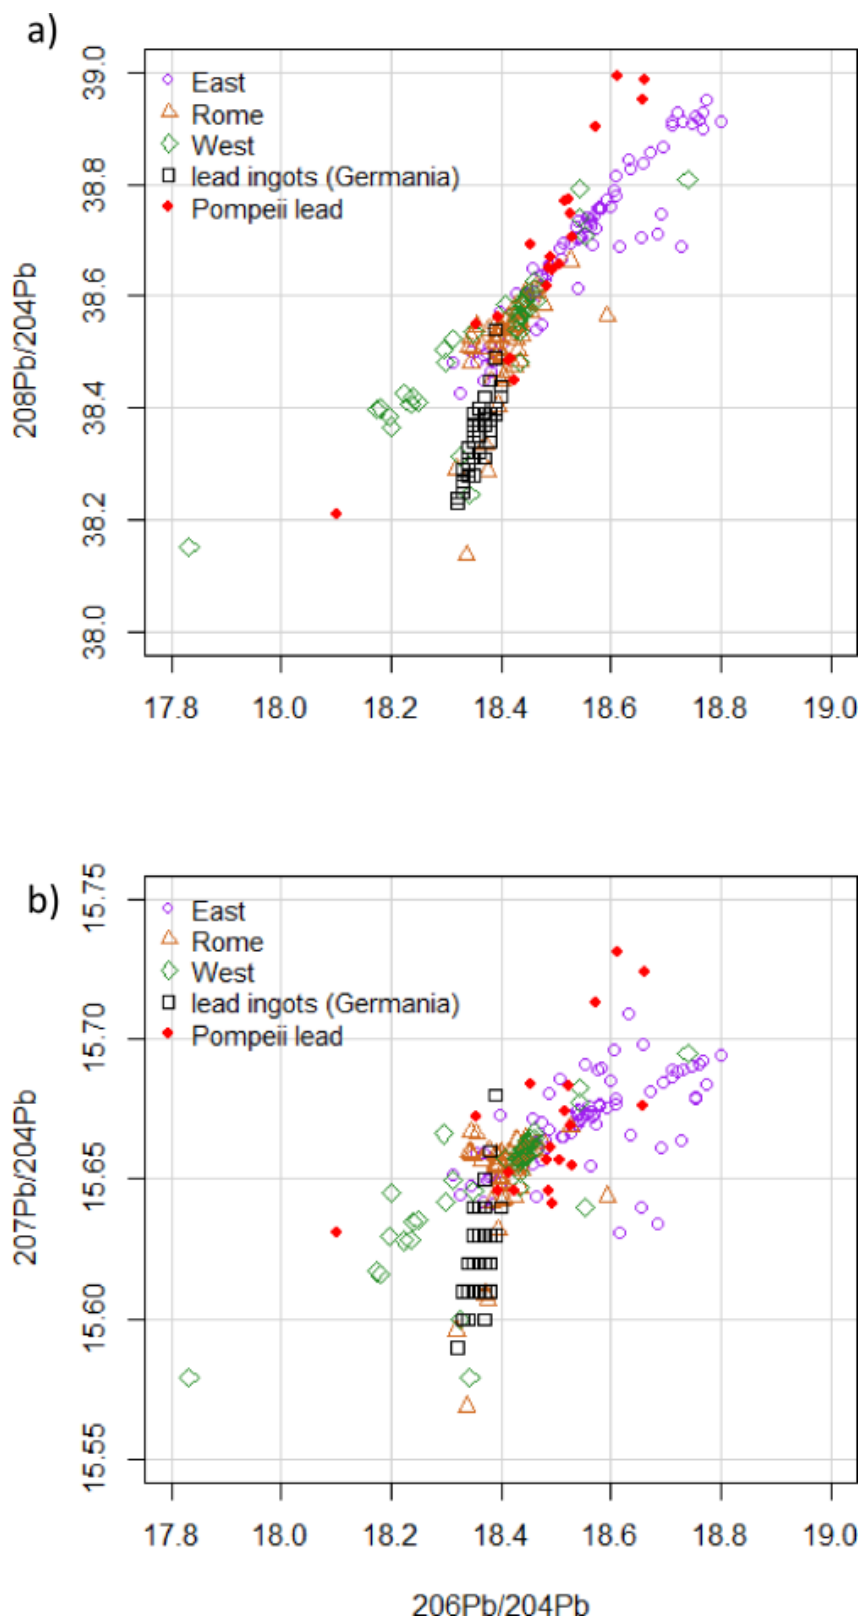 a)
39.0
38.8
38.6
38.4
38.2
38.0
208Pb/204Pb
East
Rome
West
lead ingots (Germania)
Pompeii lead
17.8 18.0 18.2 18.4 18.6 18.8 19.0
b)
15.75
15.70
15.65
15.60
15.55
207Pb/204Pb
East
Rome
West
lead ingots (Germania)
Pompeii lead
17.8 18.0 18.2 18.4 18.6 18.8 19.0
206Pb/204Pb